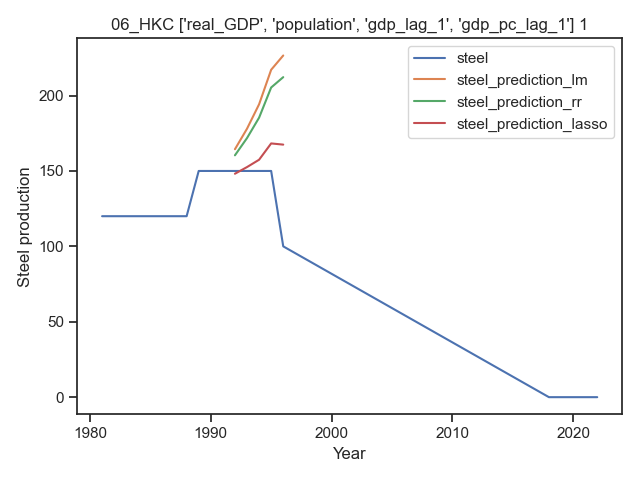 06_HKC ['real_GDP', 'population', 'gdp_lag_1', 'gdp_pc_lag_1'] 1
steel
steel_prediction_lm
steel_prediction_rr
steel_prediction_lasso
Steel production
200
150
100
50
0
1980 1990 2000 2010 2020
Year